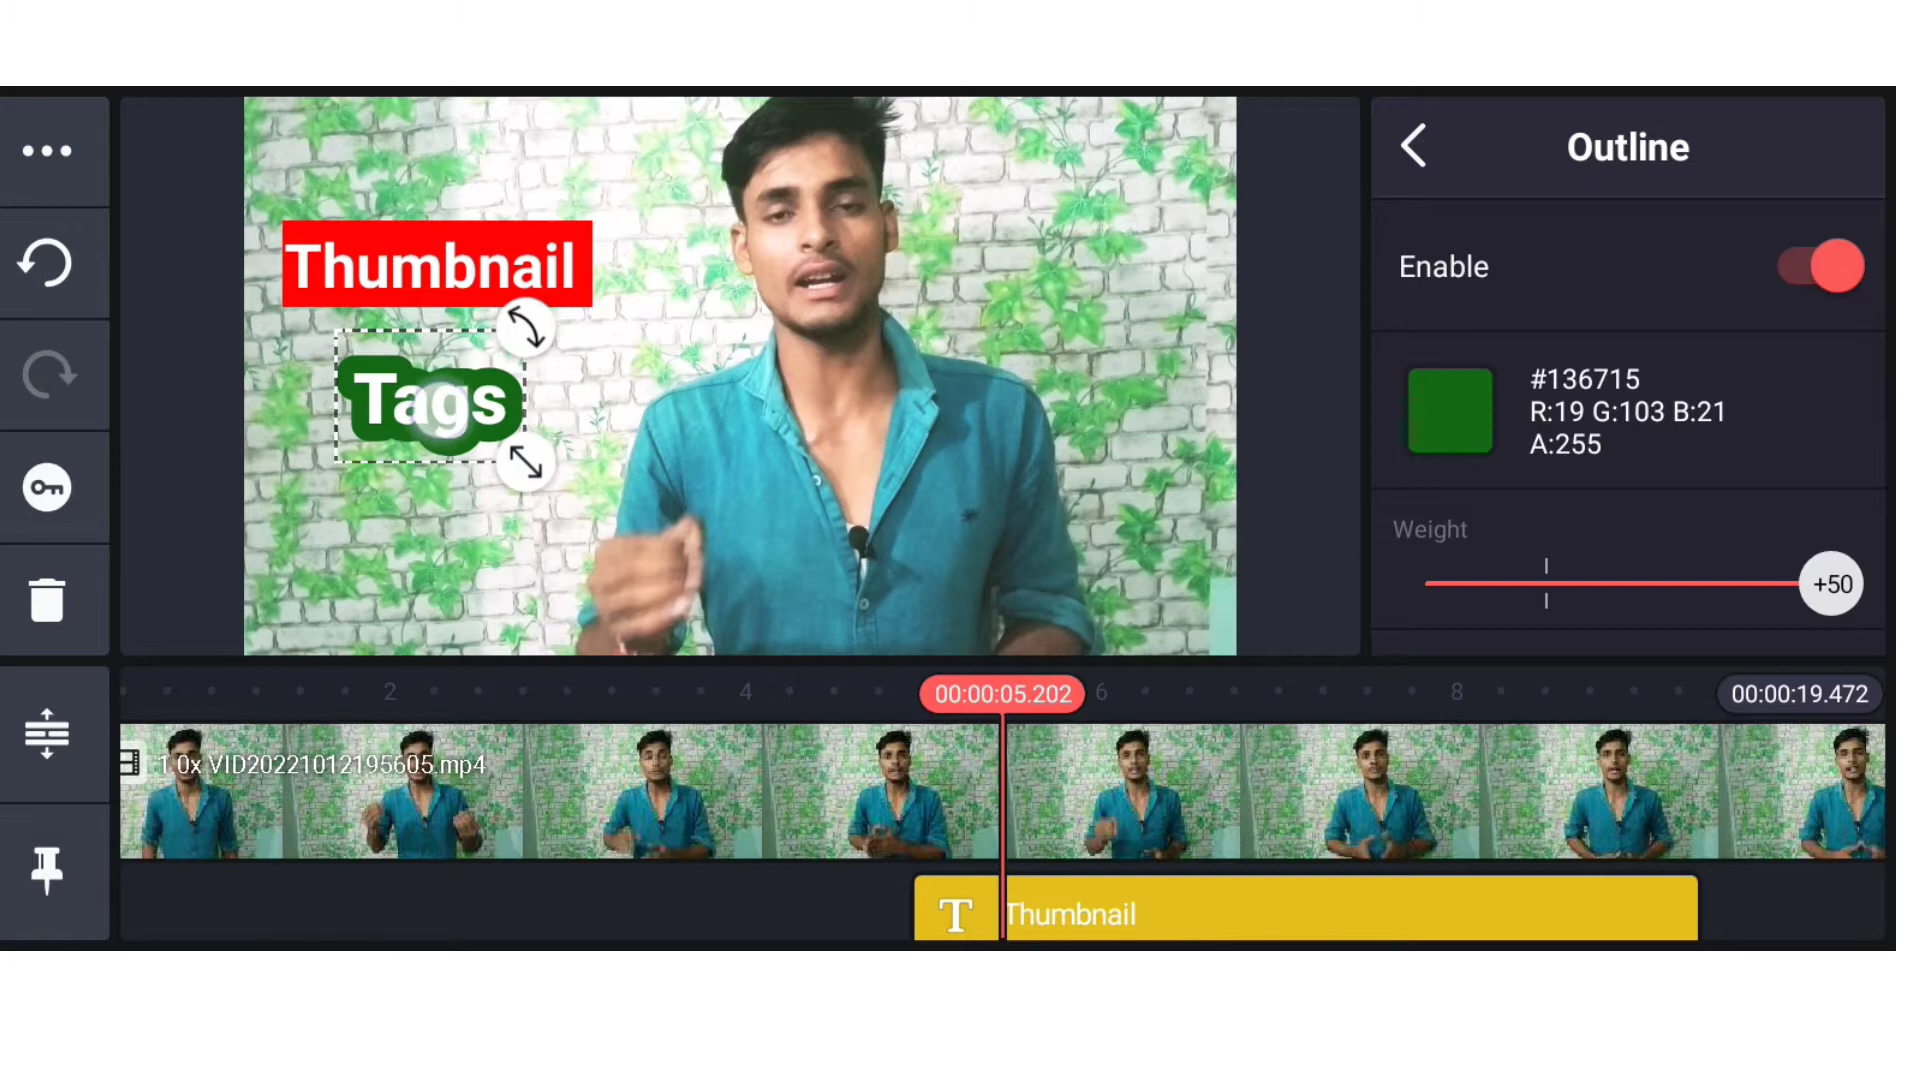 Outline
Thumbnail
Enable
Tags
#136715
R:19 G:103 B:21
A:255
Weight
+50
2
4
00:00:05.202
6
8
00:00:19.472
1.0x VID20221012195605.mp4
T
Thumbnail